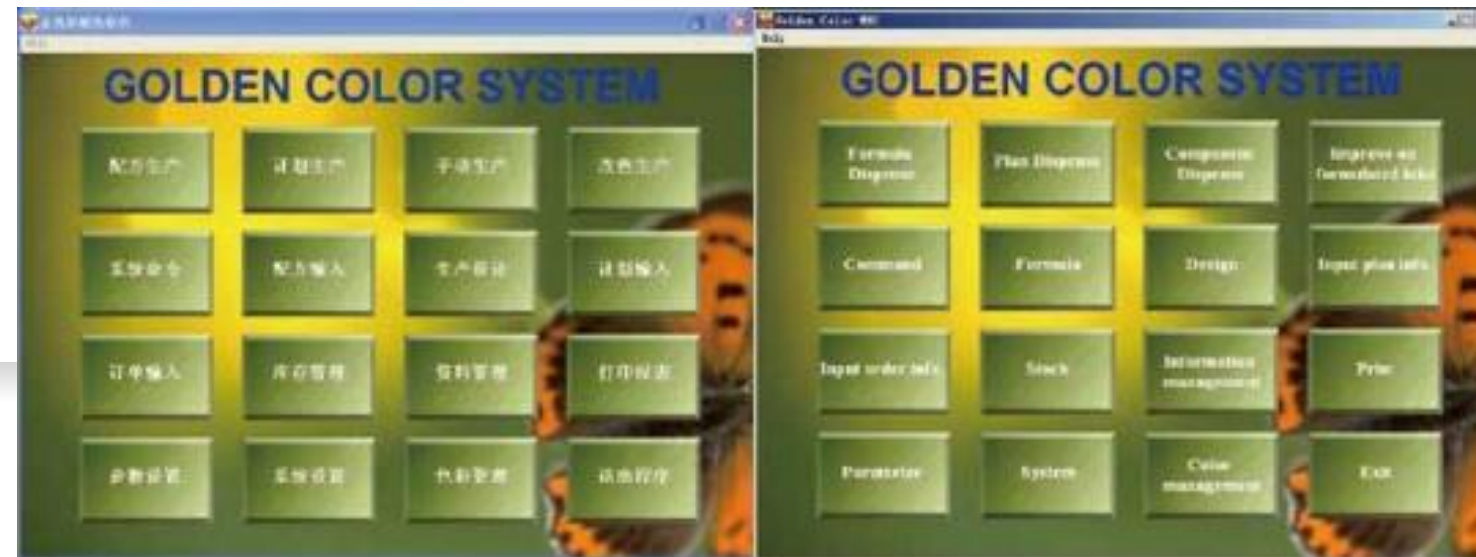 GOLDEN COLOR SYSTEM
配方生产
计划生产
手动生产
改色生产
系统命令
配方输入
生产设计
计划输入
订单输入
库存管理
资料管理
打印报表
参数设置
系统设置
色彩管理
退出程序
Golden Color
Help
GOLDEN COLOR SYSTEM
Formula
Dispense
Plan Dispense
Component
Dispense
Improve on
Command
Formula
Design
Input plan info
Input order info
Stock
Information
management
Print
Parameter
System
Color
management
Exit